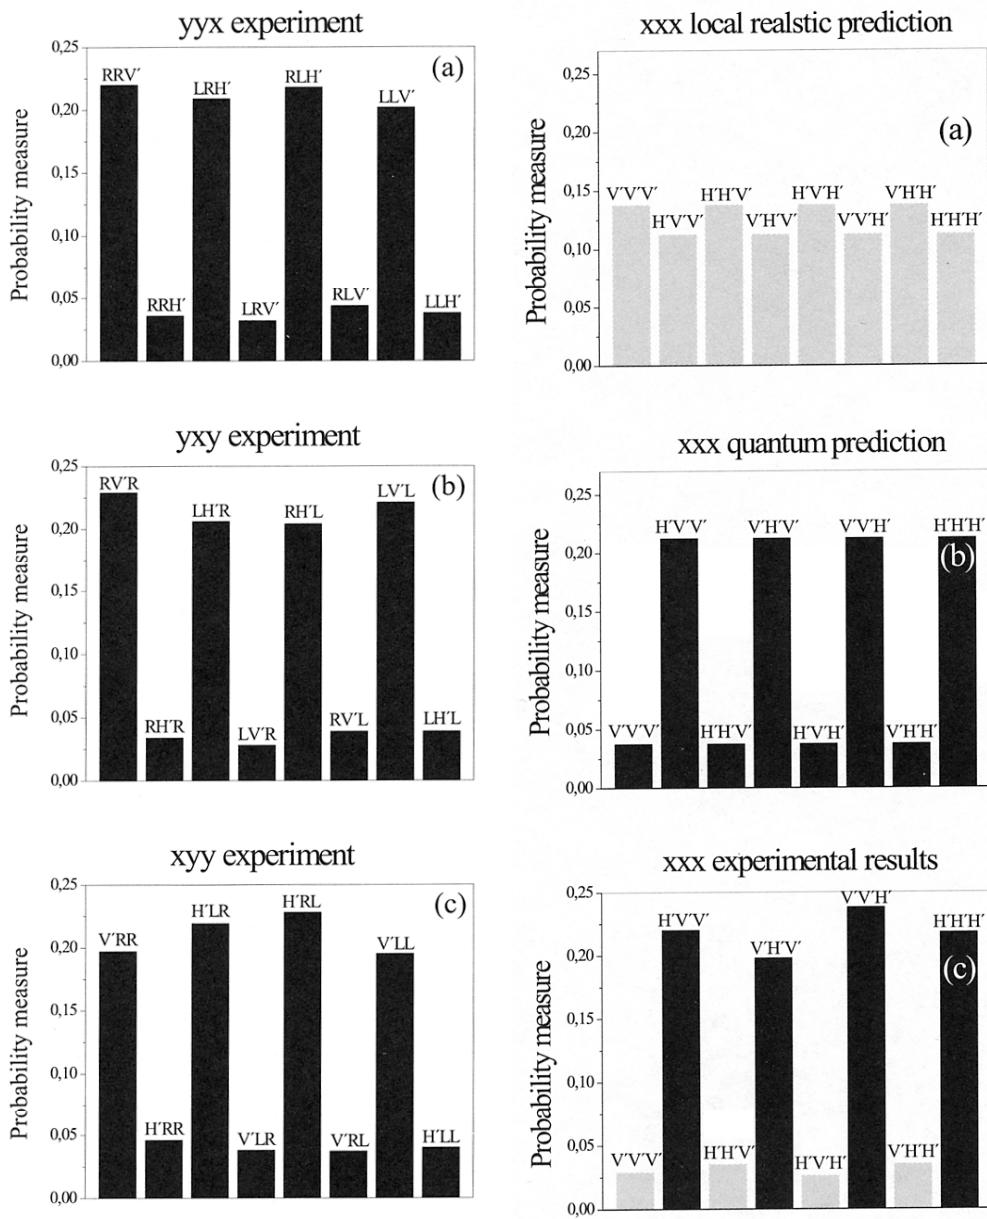 yyx experiment
(a)
Probability measure
0,25
0,20
0,15
0,10
0,05
0,00
RRV′
RRH′
LRH′
LRV′
RLH′
RLV′
LLV′
LLH′
yxy experiment
(b)
Probability measure
0,25
0,20
0,15
0,10
0,05
0,00
RV′R
RH′R
LH′R
LV′R
RH′L
RV′L
LV′L
LH′L
xyy experiment
(c)
Probability measure
0,25
0,20
0,15
0,10
0,05
0,00
V′RR
H′RR
H′LR
V′LR
H′RL
V′RL
V′LL
H′LL
xxx local realstic prediction
(a)
Probability measure
0,25
0,20
0,15
0,10
0,05
0,00
V′V′V′
H′V′V′
H′H′V′
V′H′V′
H′V′H′
V′V′H′
V′H′H′
H′H′H′
xxx quantum prediction
(b)
Probability measure
0,25
0,20
0,15
0,10
0,05
0,00
V′V′V′
H′V′V′
H′H′V′
V′H′V′
H′V′H′
V′V′H′
V′H′H′
H′H′H′
xxx experimental results
(c)
Probability measure
0,25
0,20
0,15
0,10
0,05
0,00
V′V′V′
H′V′V′
H′H′V′
V′H′V′
H′V′H′
V′V′H′
V′H′H′
H′H′H′